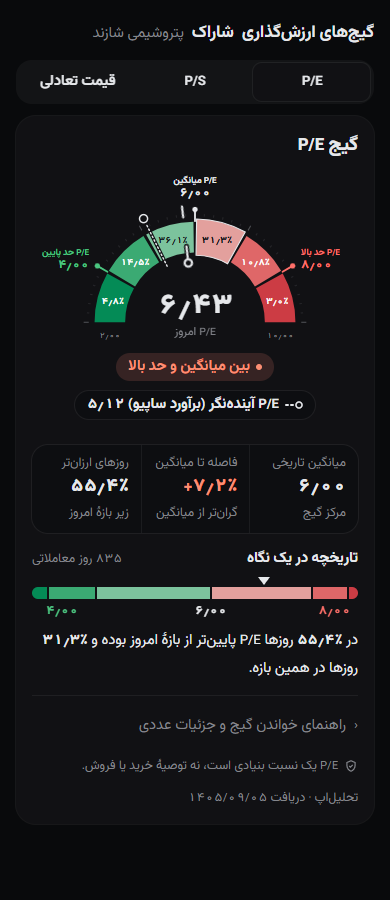 گیج‌های ارزش‌گذاری شاراک پتروشیمی شازند
P/E
P/S
قیمت تعادلی
گیج P/E
P/E میانگین
۶٫۰۰
P/E حد پایین
۴٫۰۰
P/E حد بالا
۸٫۰۰
۴٫۸٪
۱۴٫۵٪
۳۶٫۱٪
۳۱٫۳٪
۱۰٫۸٪
۳٫۰٪
۶٫۴۳
P/E امروز
۲٫۰۰
۱۰٫۰۰
بین میانگین و حد بالا
P/E آینده‌نگر (برآورد ساپیو) ۵٫۱۲
میانگین تاریخی
۶٫۰۰
مرکز گیج
فاصله تا میانگین
+۷٫۲٪
گران‌تر از میانگین
روزهای ارزان‌تر
۵۵٫۴٪
زیر بازهٔ امروز
تاریخچه در یک نگاه
۸۳۵ روز معاملاتی
۴٫۰۰
۶٫۰۰
۸٫۰۰
در ۵۵٫۴٪ روزها P/E پایین‌تر از بازهٔ امروز بوده و ۳۱٫۳٪
روزها در همین بازه.
راهنمای خواندن گیج و جزئیات عددی
P/E یک نسبت بنیادی است، نه توصیهٔ خرید یا فروش.
تحلیل‌اپ · دریافت ۱۴۰۵/۰۹/۰۵